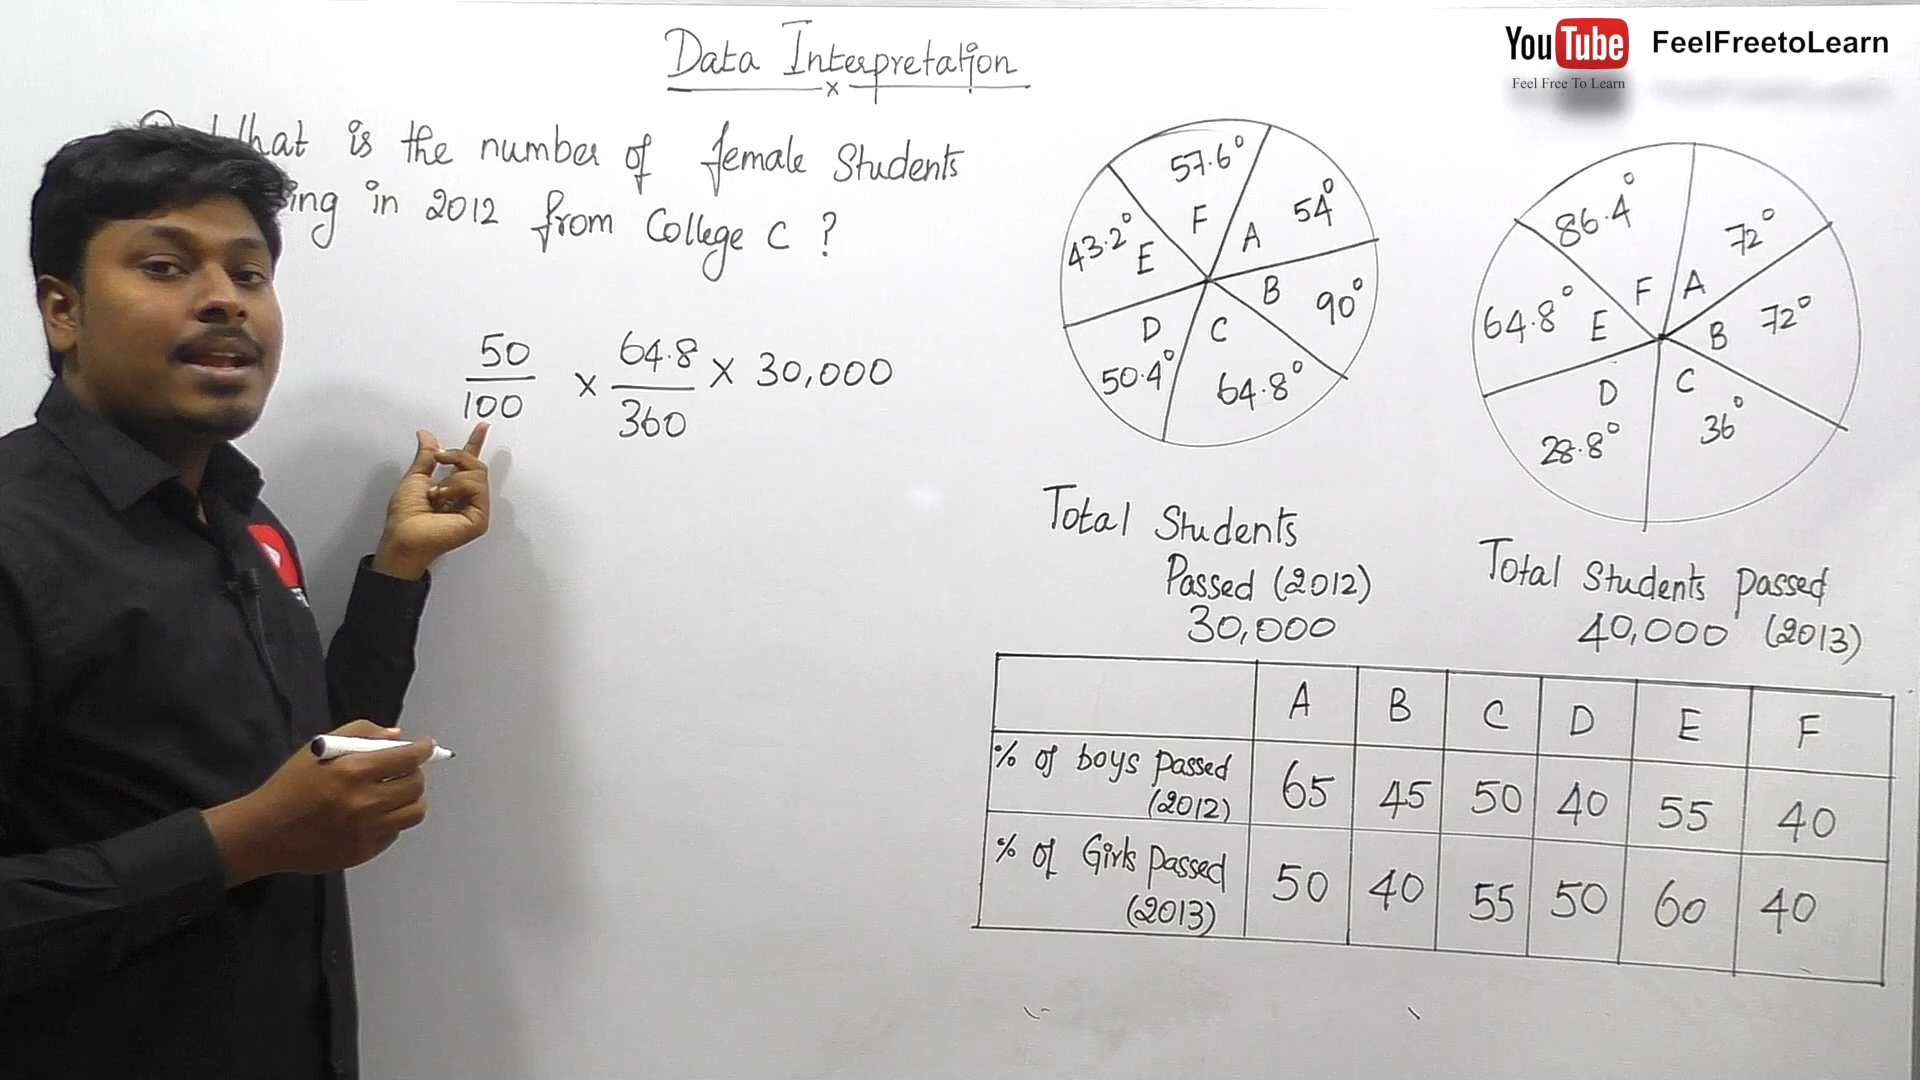 Data Interpretation
You Tube FeelFreetoLearn
Feel Free To Learn
hat is the number of female Students
ing in 2012 from College C ?
50/100 × 64.8/360 × 30,000
57.6°
F
A 54°
43.2° E
B 90°
D 50.4°
C 64.8°
86.4°
F
A 72°
64.8° E
B 72°
D 28.8°
C 36°
Total Students
Passed (2012)
30,000
Total Students passed
40,000 (2013)
A B C D E F
% of boys passed (2012) 65 45 50 40 55 40
% of Girls passed (2013) 50 40 55 50 60 40